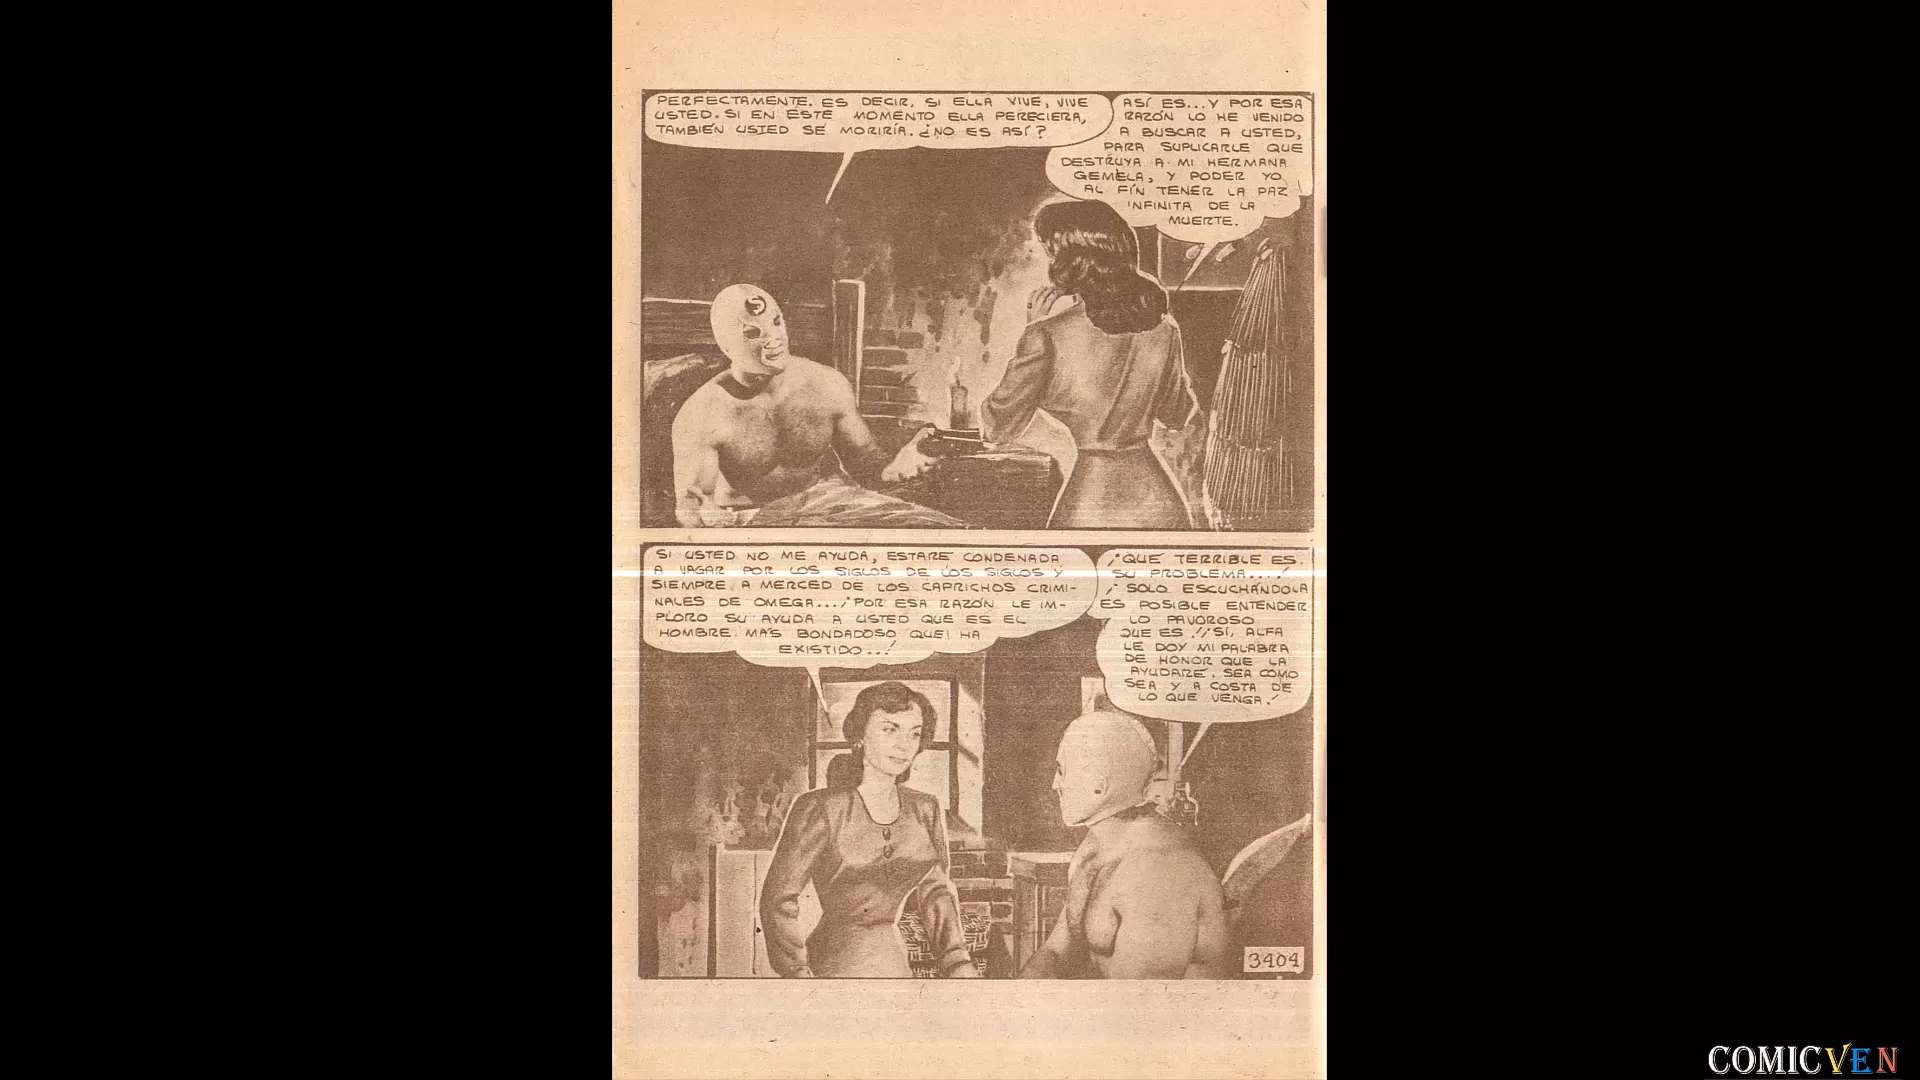 PERFECTAMENTE. ES DECIR, SI ELLA VIVE, VIVE
USTED. SI EN ESTE MOMENTO ELLA PERECIERA,
TAMBIÉN USTED SE MORIRÍA. ¿NO ES ASÍ?
ASÍ ES... Y POR ESA
RAZÓN LO HE VENIDO
A BUSCAR A USTED,
PARA SUPLICARLE QUE
DESTRUYA A MI HERMANA
GEMELA, Y PODER YO
AL FÍN TENER LA PAZ
INFINITA DE LA
MUERTE.
SI USTED NO ME AYUDA, ESTARE CONDENADA
A VAGAR POR LOS SIGLOS DE LOS SIGLOS Y
SIEMPRE A MERCED DE LOS CAPRICHOS CRIMI-
NALES DE OMEGA...¡POR ESA RAZÓN LE IM-
PLORO SU AYUDA A USTED QUE ES EL
HOMBRE MÁS BONDADOSO QUE HA
EXISTIDO...!
¡QUÉ TERRIBLE ES
SU PROBLEMA...!
¡SOLO ESCUCHÁNDOLA
ES POSIBLE ENTENDER
LO PAVOROSO
QUE ES!¡SÍ, ALFA
LE DOY MI PALABRA
DE HONOR QUE LA
AYUDARÉ, SEA COMO
SEA Y A COSTA DE
LO QUE VENGA!
3404
COMICVEN